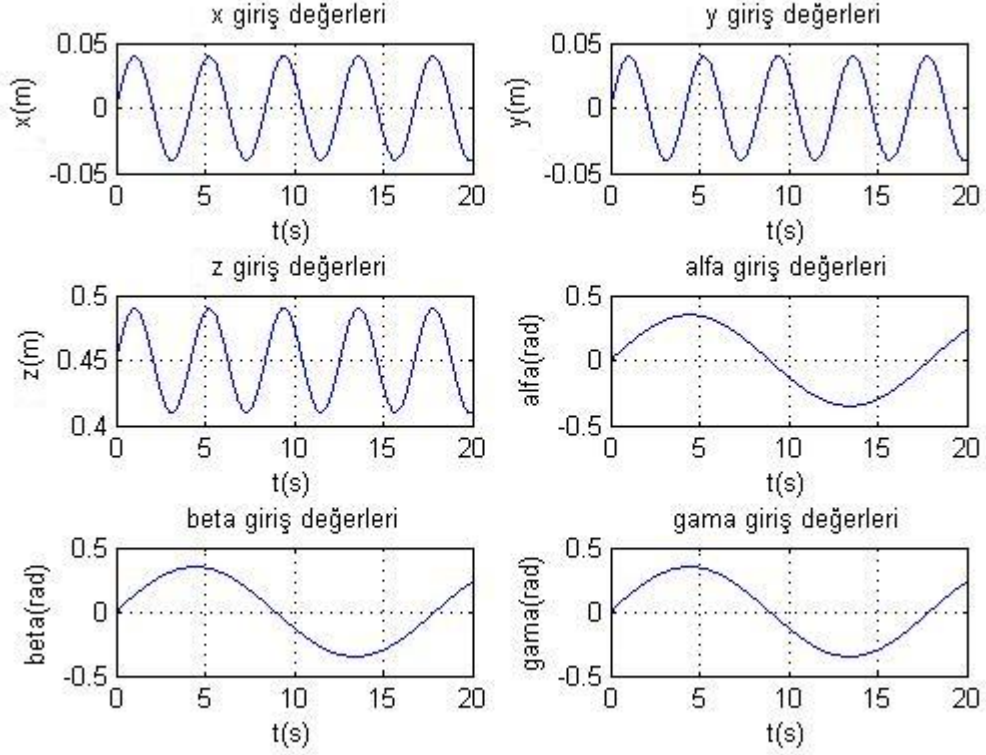 x giriş değerleri
0.05
0
-0.05
x(m)
0 5 10 15 20
t(s)
y giriş değerleri
0.05
0
-0.05
y(m)
0 5 10 15 20
t(s)
z giriş değerleri
0.5
0.45
0.4
z(m)
0 5 10 15 20
t(s)
alfa giriş değerleri
0.5
0
-0.5
alfa(rad)
0 5 10 15 20
t(s)
beta giriş değerleri
0.5
0
-0.5
beta(rad)
0 5 10 15 20
t(s)
gama giriş değerleri
0.5
0
-0.5
gama(rad)
0 5 10 15 20
t(s)